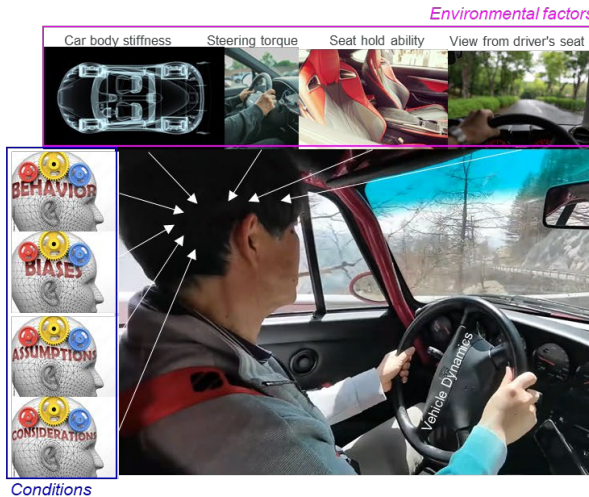 Environmental factors
Car body stiffness
Steering torque
Seat hold ability
View from driver's seat
BEHAVIOR
BIASES
ASSUMPTIONS
CONSIDERATIONS
Vehicle Dynamics
Conditions